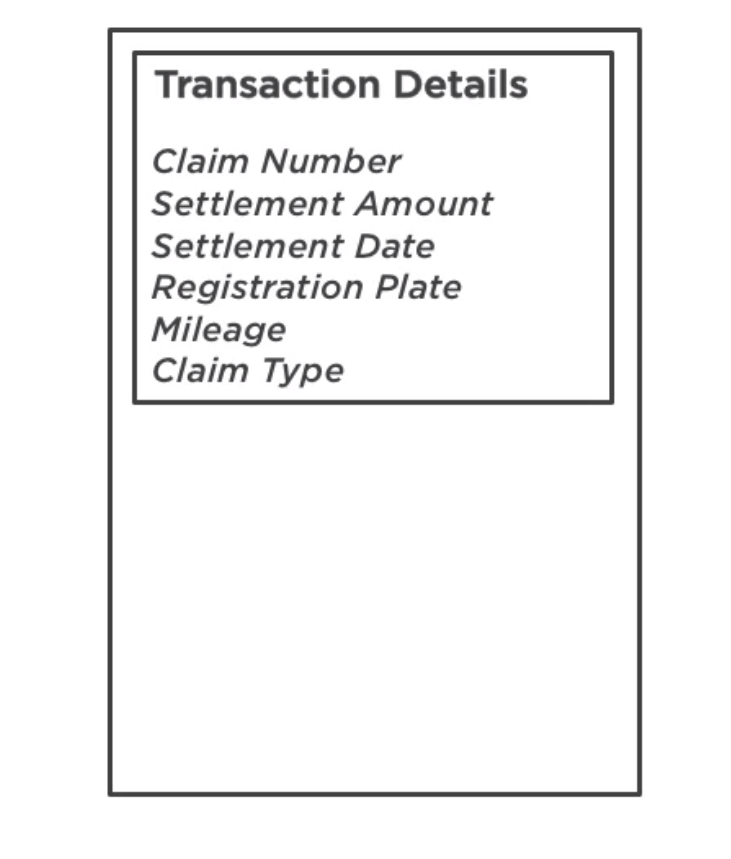 Transaction Details
Claim Number
Settlement Amount
Settlement Date
Registration Plate
Mileage
Claim Type